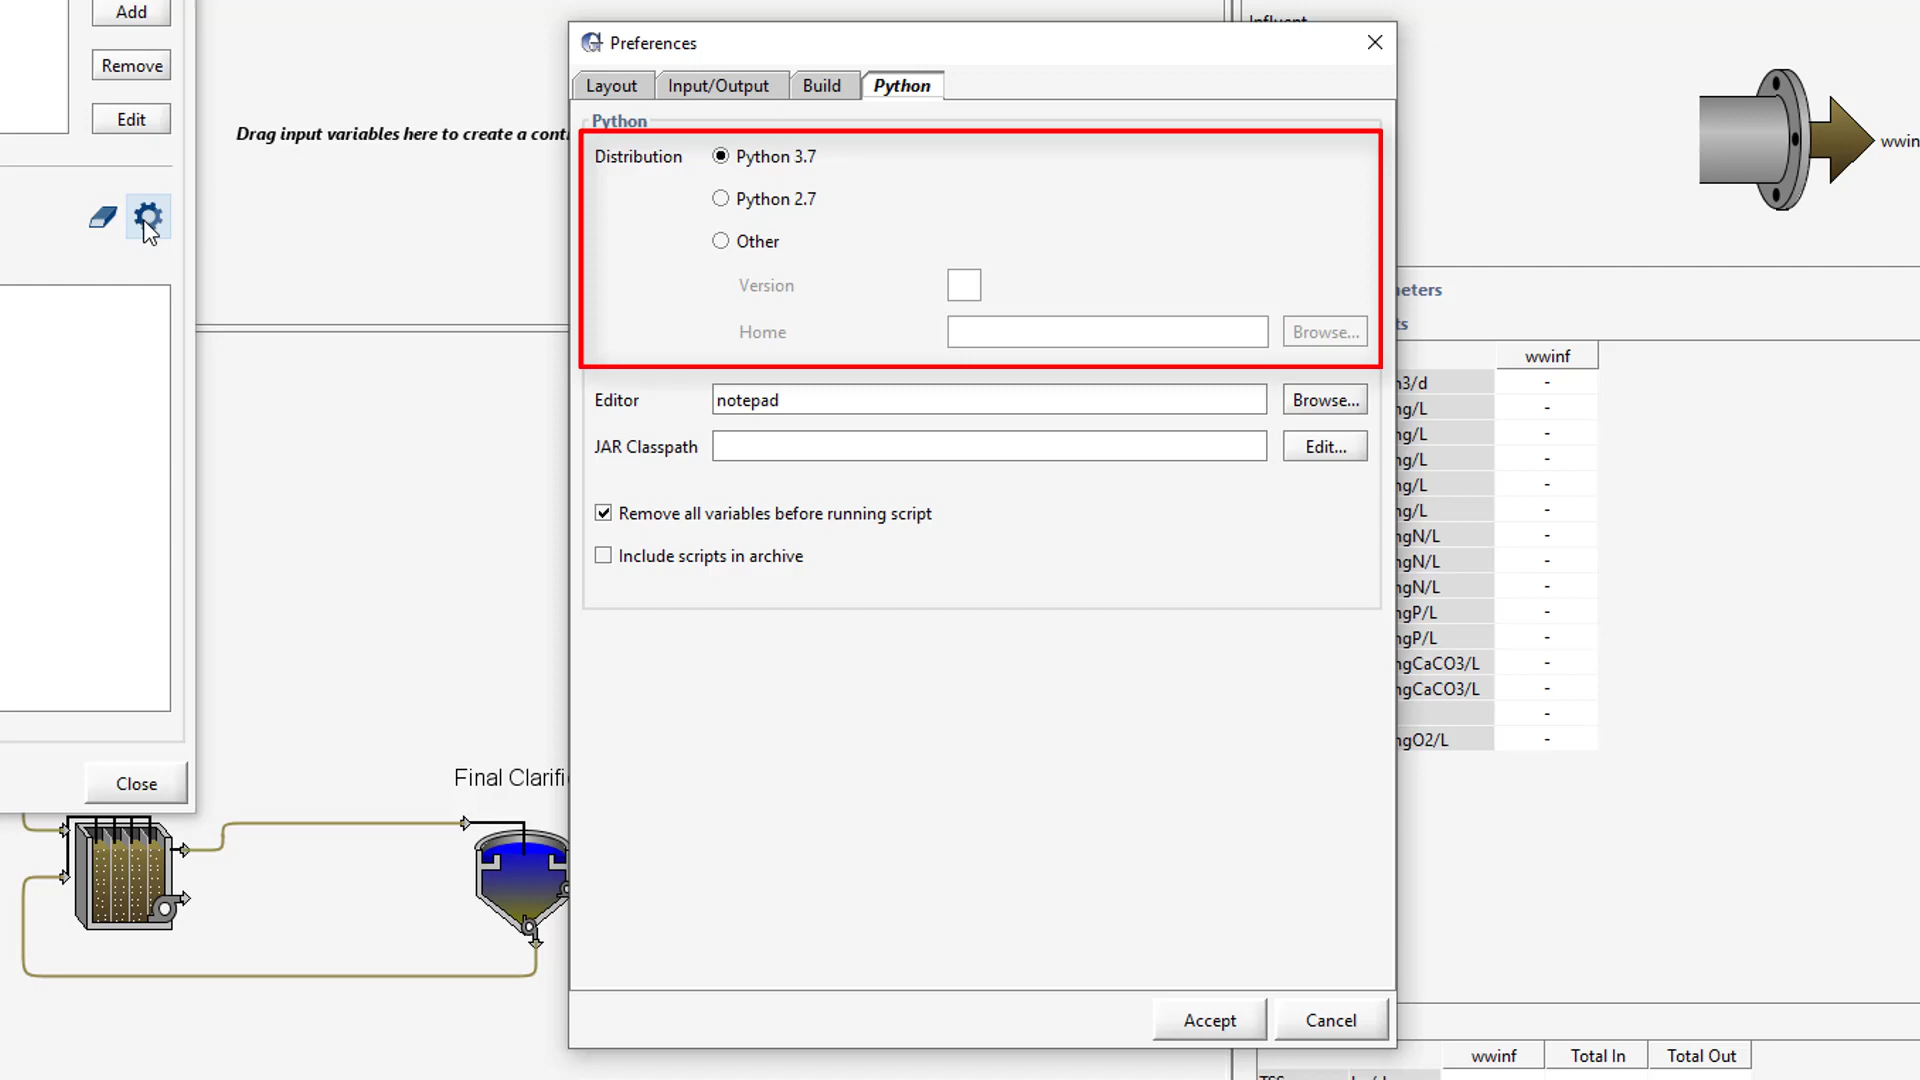 Add
Remove
Edit
Drag input variables here to create a cont
Close
Final Clarifi
Preferences
Layout
Input/Output
Build
Python
Python
Distribution
Python 3.7
Python 2.7
Other
Version
Home
Browse...
Editor
notepad
Browse...
JAR Classpath
Edit...
Remove all variables before running script
Include scripts in archive
Accept
Cancel
Influent
wwin
eters
ts
wwinf
n3/d -
ng/L -
ng/L -
ng/L -
ng/L -
ng/L -
ngN/L -
ngN/L -
ngN/L -
ngP/L -
ngP/L -
ngCaCO3/L -
ngCaCO3/L -
-
ngO2/L -
wwinf Total In Total Out